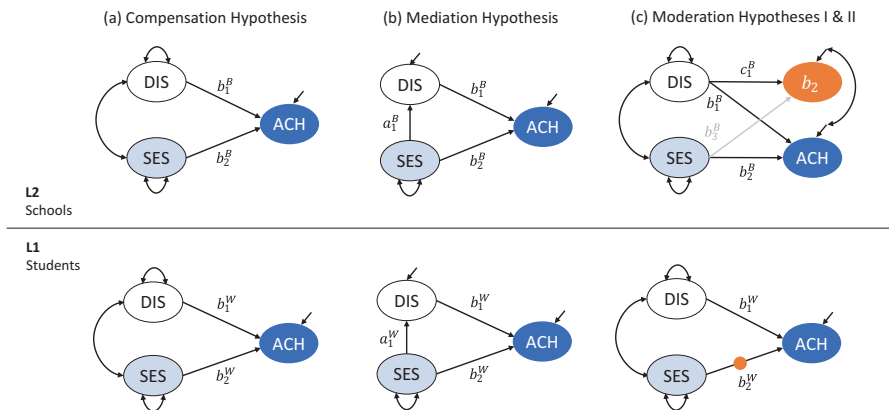 (a) Compensation Hypothesis
(b) Mediation Hypothesis
(c) Moderation Hypotheses I & II
DIS
b₁ᴮ
ACH
SES
b₂ᴮ
DIS
b₁ᴮ
a₁ᴮ
ACH
SES
b₂ᴮ
DIS
c₁ᴮ
b₂
b₁ᴮ
b₃ᴮ
SES
b₂ᴮ
ACH
L2
Schools
L1
Students
DIS
b₁ᵂ
ACH
SES
b₂ᵂ
DIS
b₁ᵂ
a₁ᵂ
ACH
SES
b₂ᵂ
DIS
b₁ᵂ
ACH
SES
b₂ᵂ